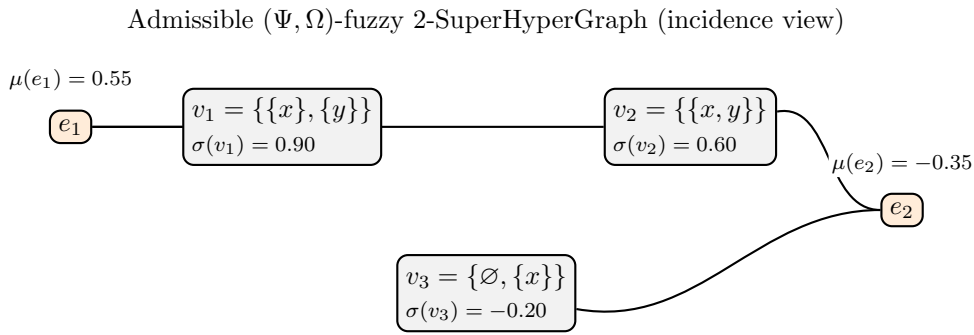 Admissible (Ψ, Ω)-fuzzy 2-SuperHyperGraph (incidence view)
μ(e₁) = 0.55
e₁
v₁ = {{x}, {y}}
σ(v₁) = 0.90
v₂ = {{x, y}}
σ(v₂) = 0.60
μ(e₂) = −0.35
e₂
v₃ = {∅, {x}}
σ(v₃) = −0.20